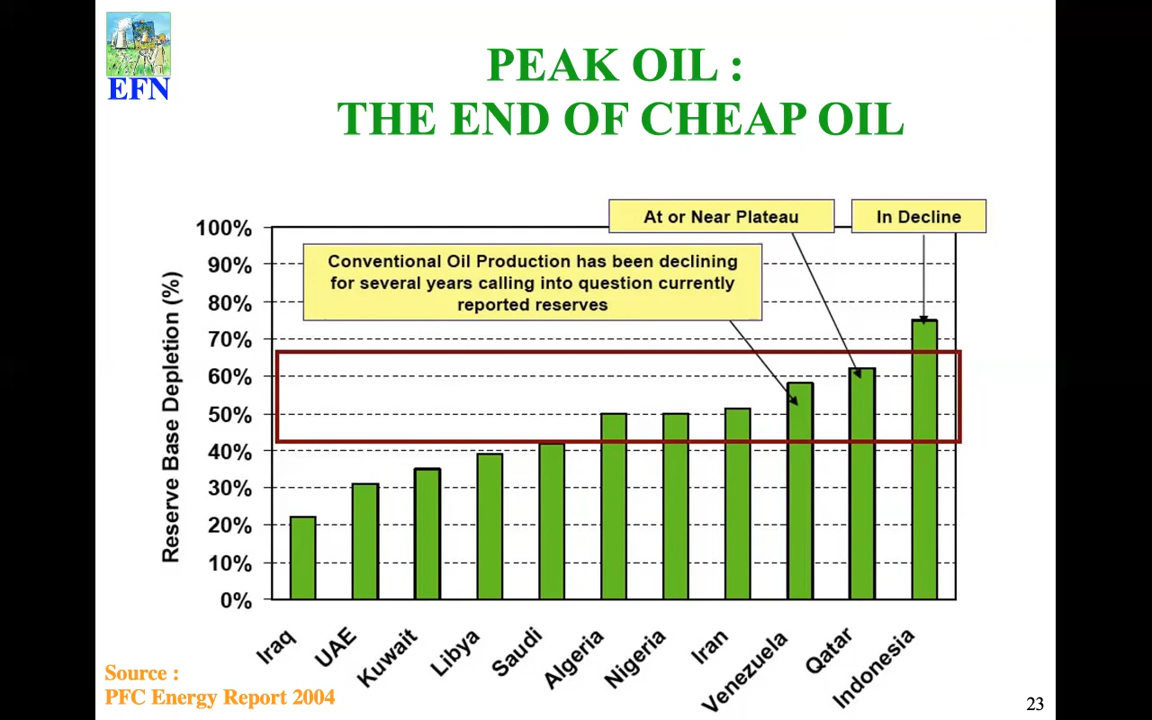 EFN
PEAK OIL :
THE END OF CHEAP OIL
At or Near Plateau
In Decline
Conventional Oil Production has been declining
for several years calling into question currently
reported reserves
Reserve Base Depletion (%)
100%
90%
80%
70%
60%
50%
40%
30%
20%
10%
0%
Iraq
UAE
Kuwait
Libya
Saudi
Algeria
Nigeria
Iran
Venezuela
Qatar
Indonesia
Source :
PFC Energy Report 2004
23